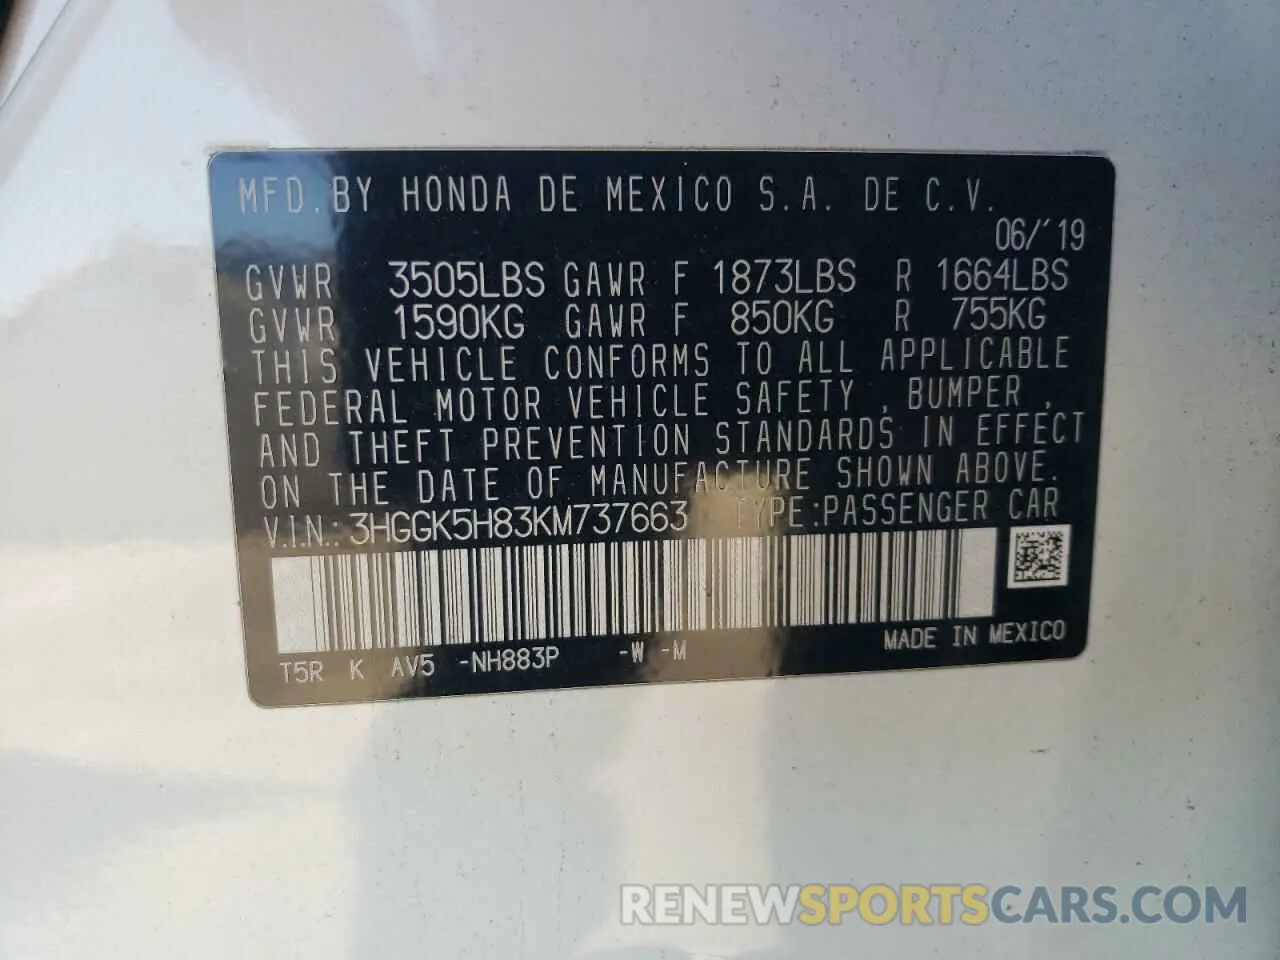 MFD.BY HONDA DE MEXICO S.A. DE C.V.
06/'19
GVWR 3505LBS GAWR F 1873LBS R 1664LBS
GVWR 1590KG GAWR F 850KG R 755KG
THIS VEHICLE CONFORMS TO ALL APPLICABLE
FEDERAL MOTOR VEHICLE SAFETY , BUMPER ,
AND THEFT PREVENTION STANDARDS IN EFFECT
ON THE DATE OF MANUFACTURE SHOWN ABOVE.
V.I.N.: 3HGGK5H83KM737663 TYPE:PASSENGER CAR
MADE IN MEXICO
T5R K AV5 -NH883P -W -M
RENEWSPORTSCARS.COM